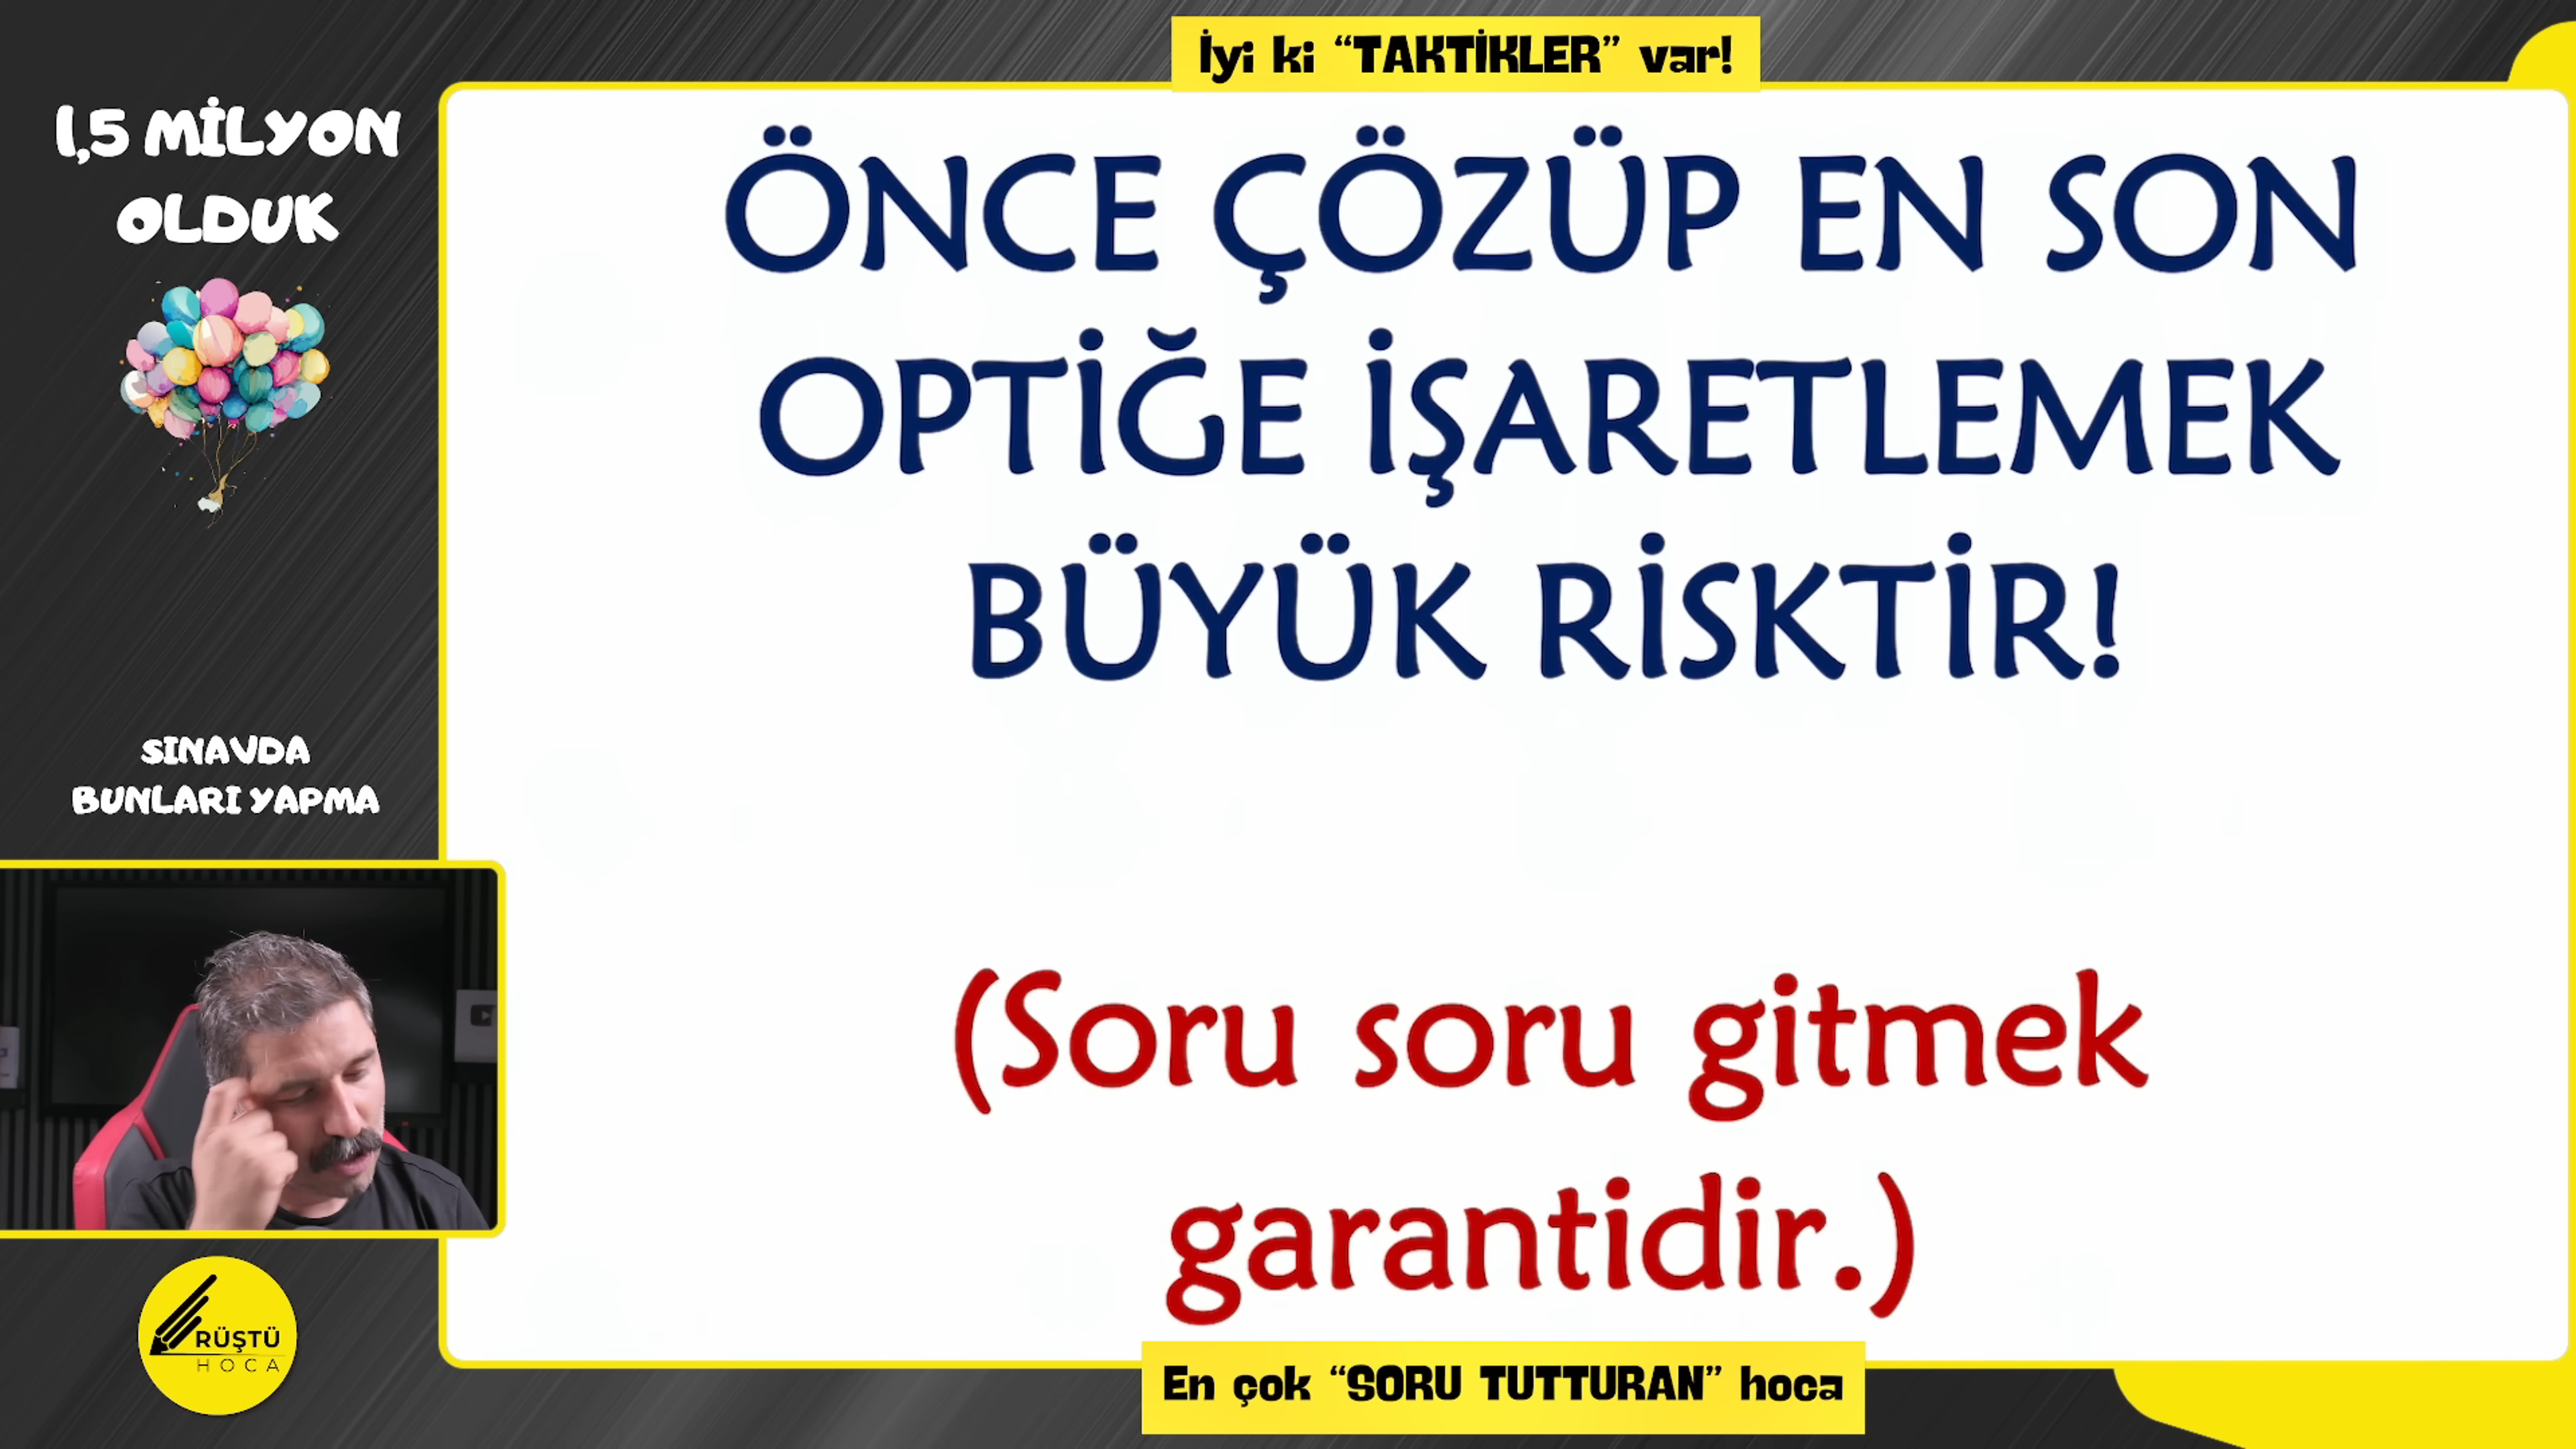 İyi ki “TAKTİKLER” var!
1,5 MİLYON
OLDUK
ÖNCE ÇÖZÜP EN SON
OPTİĞE İŞARETLEMEK
BÜYÜK RİSKTİR!
SINAVDA
BUNLARI YAPMA
(Soru soru gitmek
garantidir.)
RÜŞTÜ
HOCA
En çok “SORU TUTTURAN” hoca